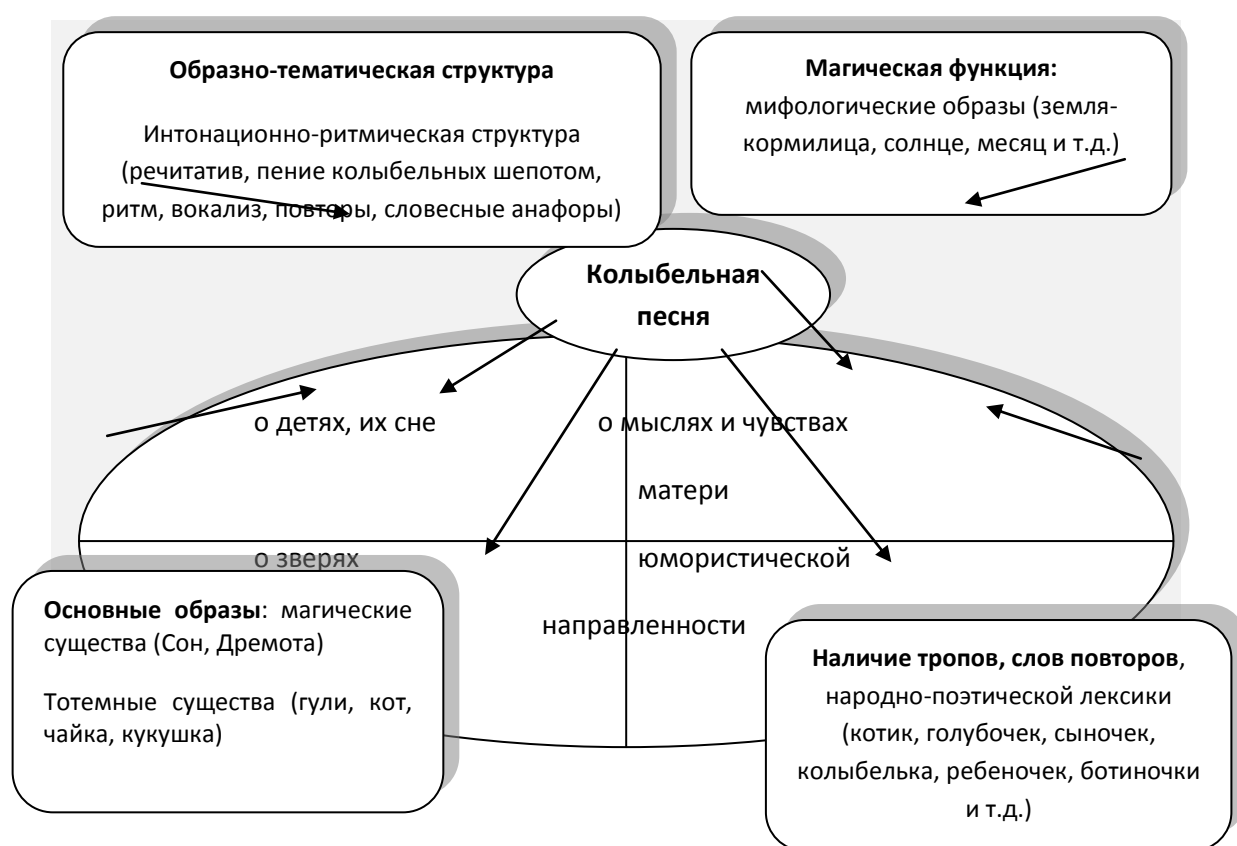 Образно-тематическая структура
Интонационно-ритмическая структура
(речитатив, пение колыбельных шепотом,
ритм, вокализ, повторы, словесные анафоры)
Магическая функция:
мифологические образы (земля-
кормилица, солнце, месяц и т.д.)
Колыбельная
песня
о детях, их сне
о мыслях и чувствах
матери
о зверях
юмористической
направленности
Основные образы: магические
существа (Сон, Дремота)
Тотемные существа (гули, кот,
чайка, кукушка)
Наличие тропов, слов повторов,
народно-поэтической лексики
(котик, голубочек, сыночек,
колыбелька, ребеночек, ботиночки
и т.д.)